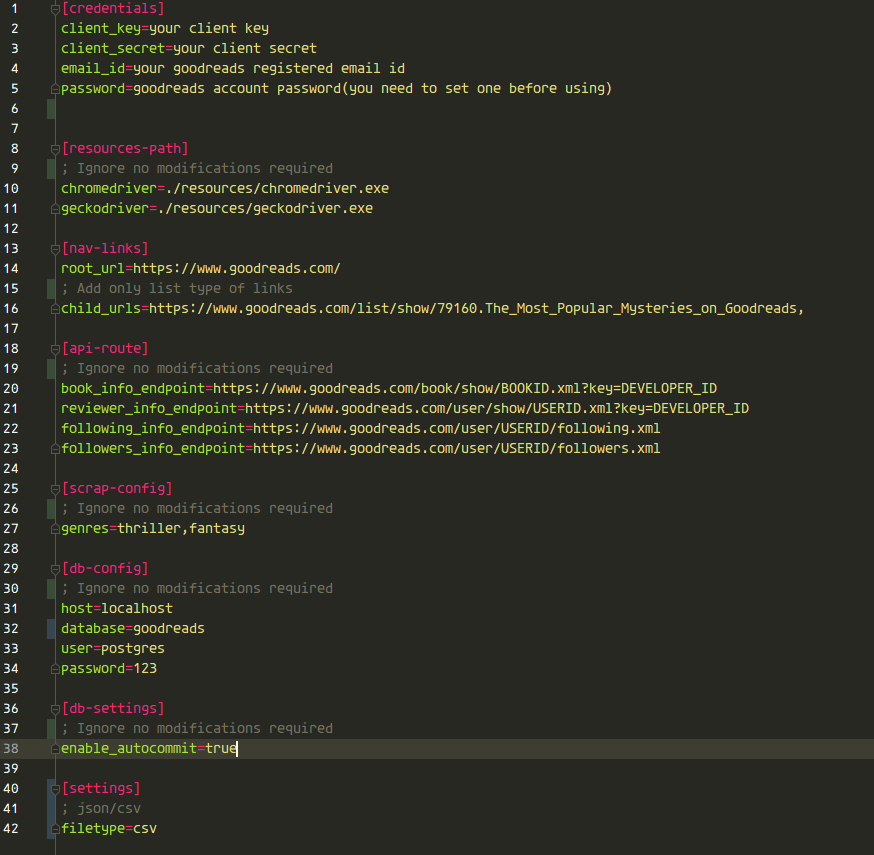 1 [credentials]
2 client_key=your client key
3 client_secret=your client secret
4 email_id=your goodreads registered email id
5 password=goodreads account password(you need to set one before using)
6
7
8 [resources-path]
9 ; Ignore no modifications required
10 chromedriver=./resources/chromedriver.exe
11 geckodriver=./resources/geckodriver.exe
12
13 [nav-links]
14 root_url=https://www.goodreads.com/
15 ; Add only list type of links
16 child_urls=https://www.goodreads.com/list/show/79160.The_Most_Popular_Mysteries_on_Goodreads,
17
18 [api-route]
19 ; Ignore no modifications required
20 book_info_endpoint=https://www.goodreads.com/book/show/BOOKID.xml?key=DEVELOPER_ID
21 reviewer_info_endpoint=https://www.goodreads.com/user/show/USERID.xml?key=DEVELOPER_ID
22 following_info_endpoint=https://www.goodreads.com/user/USERID/following.xml
23 followers_info_endpoint=https://www.goodreads.com/user/USERID/followers.xml
24
25 [scrap-config]
26 ; Ignore no modifications required
27 genres=thriller,fantasy
28
29 [db-config]
30 ; Ignore no modifications required
31 host=localhost
32 database=goodreads
33 user=postgres
34 password=123
35
36 [db-settings]
37 ; Ignore no modifications required
38 enable_autocommit=true
39
40 [settings]
41 ; json/csv
42 filetype=csv